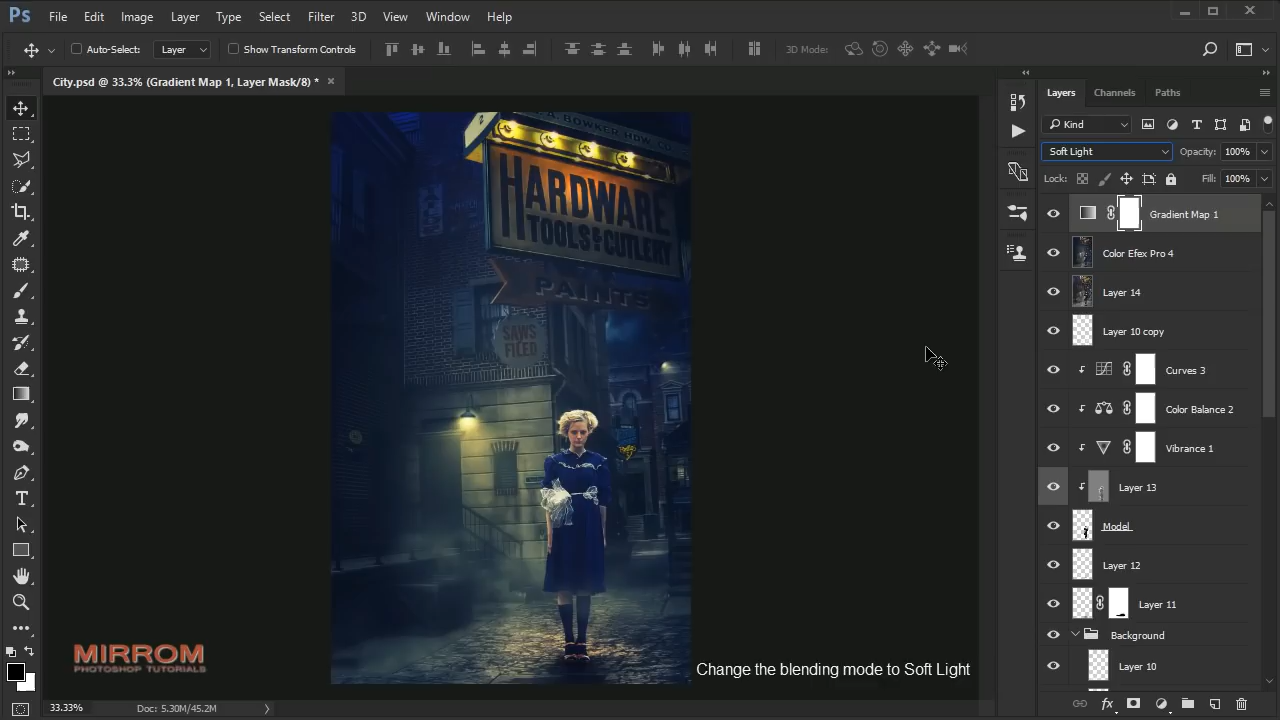 Ps File Edit Image Layer Type Select Filter 3D View Window Help
Auto-Select: Layer Show Transform Controls 3D Mode:
City.psd @ 33.3% (Gradient Map 1, Layer Mask/8) *
Layers Channels Paths
Kind
Soft Light Opacity: 100%
Lock: Fill: 100%
Gradient Map 1
Color Efex Pro 4
Layer 14
Layer 10 copy
Curves 3
Color Balance 2
Vibrance 1
Layer 13
Model
Layer 12
Layer 11
Background
Layer 10
BOWKER HDW. CO.
HARDWARE
TOOLS & CUTLERY
PAINTS
SAWS
FILED
MIRROM
PHOTOSHOP TUTORIALS
Change the blending mode to Soft Light
33.33% Doc: 5.30M/45.2M